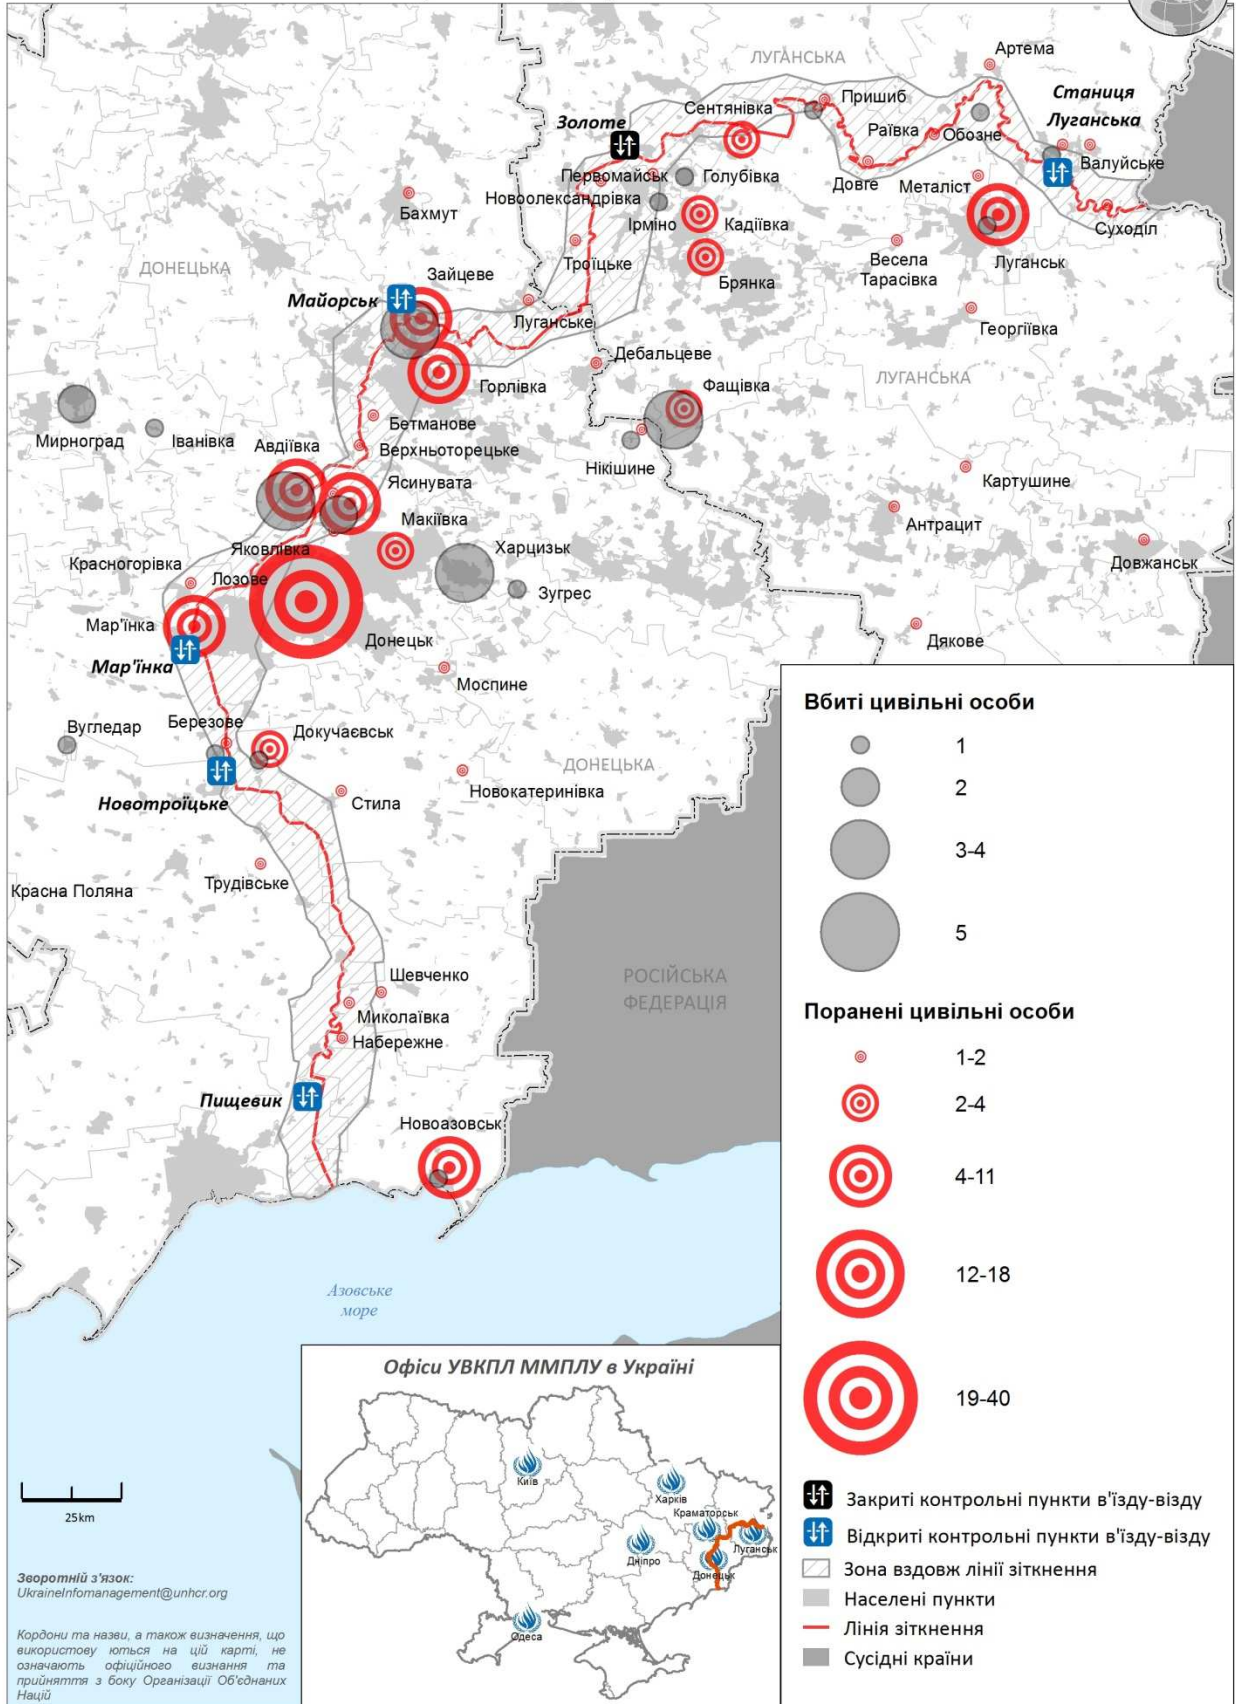 ЛУГАНСЬКА
Артема
Станиця
Луганська
Сентянівка
Пришиб
Золоте
Раївка
Обозне
Валуйське
Первомайськ
Голубівка
Довге
Металіст
Новоолександрівка
Бахмут
Ірміно
Кадіївка
Суходіл
Троїцьке
Весела
Тарасівка
Луганськ
ДОНЕЦЬКА
Зайцеве
Брянка
Майорськ
Луганське
Георгіївка
Дебальцеве
ЛУГАНСЬКА
Горлівка
Фащівка
Бетманове
Мирноград
Іванівка
Авдіївка
Верхньоторецьке
Нікішине
Ясинувата
Картушине
Макіївка
Антрацит
Яковлівка
Харцизьк
Красногорівка
Лозове
Довжанськ
Зугрес
Мар'їнка
Донецьк
Дякове
Мар'їнка
Моспине
Вугледар
Березове
Докучаєвськ
ДОНЕЦЬКА
Новотроїцьке
Стила
Новокатеринівка
Трудівське
Красна Поляна
Шевченко
РОСІЙСЬКА
ФЕДЕРАЦІЯ
Миколаївка
Набережне
Пищевик
Новоазовськ
Азовське
море
Вбиті цивільні особи
1
2
3-4
5
Поранені цивільні особи
1-2
2-4
4-11
12-18
19-40
Закриті контрольні пункти в'їзду-візду
Відкриті контрольні пункти в'їзду-візду
Зона вздовж лінії зіткнення
Населені пункти
Лінія зіткнення
Сусідні країни
Офіси УВКПЛ ММПЛУ в Україні
Київ
Харків
Краматорськ
Луганськ
Дніпро
Донецьк
Одеса
25km
Зворотній з'язок:
UkraineInfomanagement@unhcr.org
Кордони та назви, а також визначення, що
використову ються на цій карті, не
означають офіційного визнання та
прийняття з боку Організації Об'єднаних
Націй